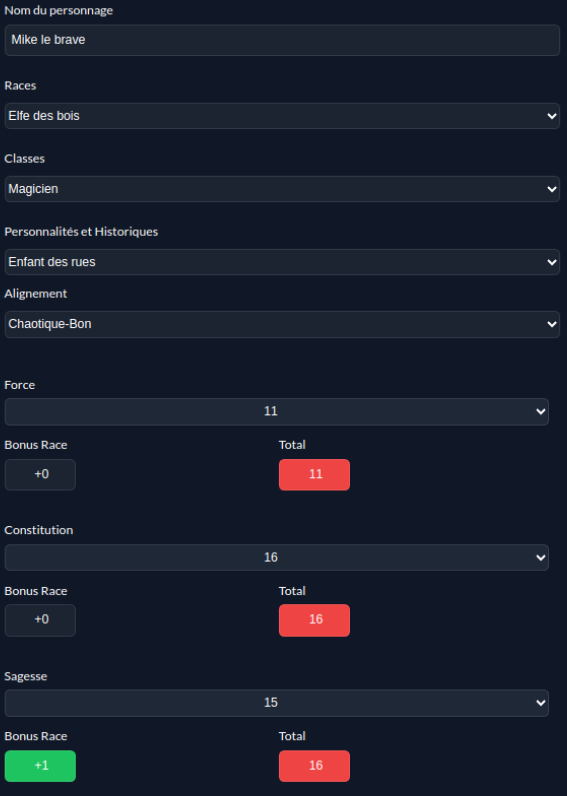 Nom du personnage
Mike le brave
Races
Elfe des bois
Classes
Magicien
Personnalités et Historiques
Enfant des rues
Alignement
Chaotique-Bon
Force
11
Bonus Race Total
+0 11
Constitution
16
Bonus Race Total
+0 16
Sagesse
15
Bonus Race Total
+1 16